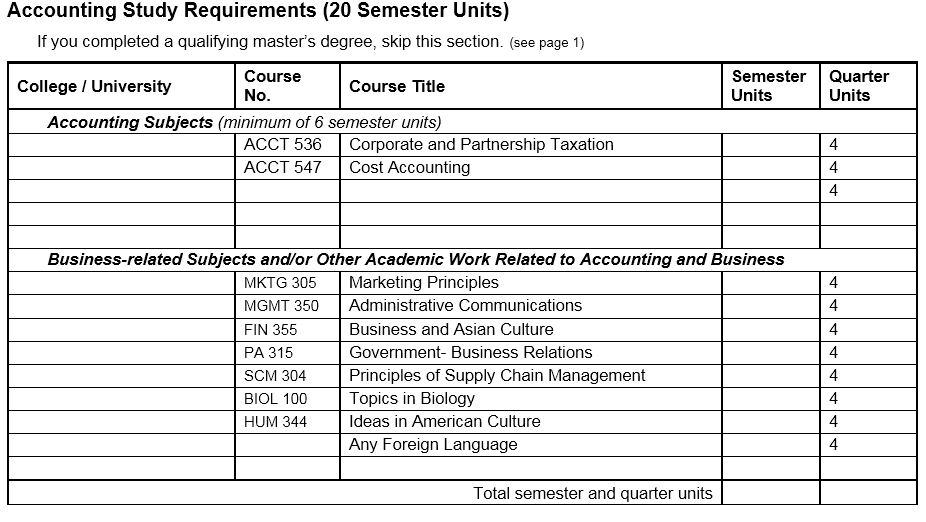 Accounting Study Requirements (20 Semester Units)
If you completed a qualifying master's degree, skip this section. (see page 1)
College / University Course No. Course Title Semester Units Quarter Units
Accounting Subjects (minimum of 6 semester units)
ACCT 536 Corporate and Partnership Taxation 4
ACCT 547 Cost Accounting 4
4
Business-related Subjects and/or Other Academic Work Related to Accounting and Business
MKTG 305 Marketing Principles 4
MGMT 350 Administrative Communications 4
FIN 355 Business and Asian Culture 4
PA 315 Government- Business Relations 4
SCM 304 Principles of Supply Chain Management 4
BIOL 100 Topics in Biology 4
HUM 344 Ideas in American Culture 4
Any Foreign Language 4
Total semester and quarter units